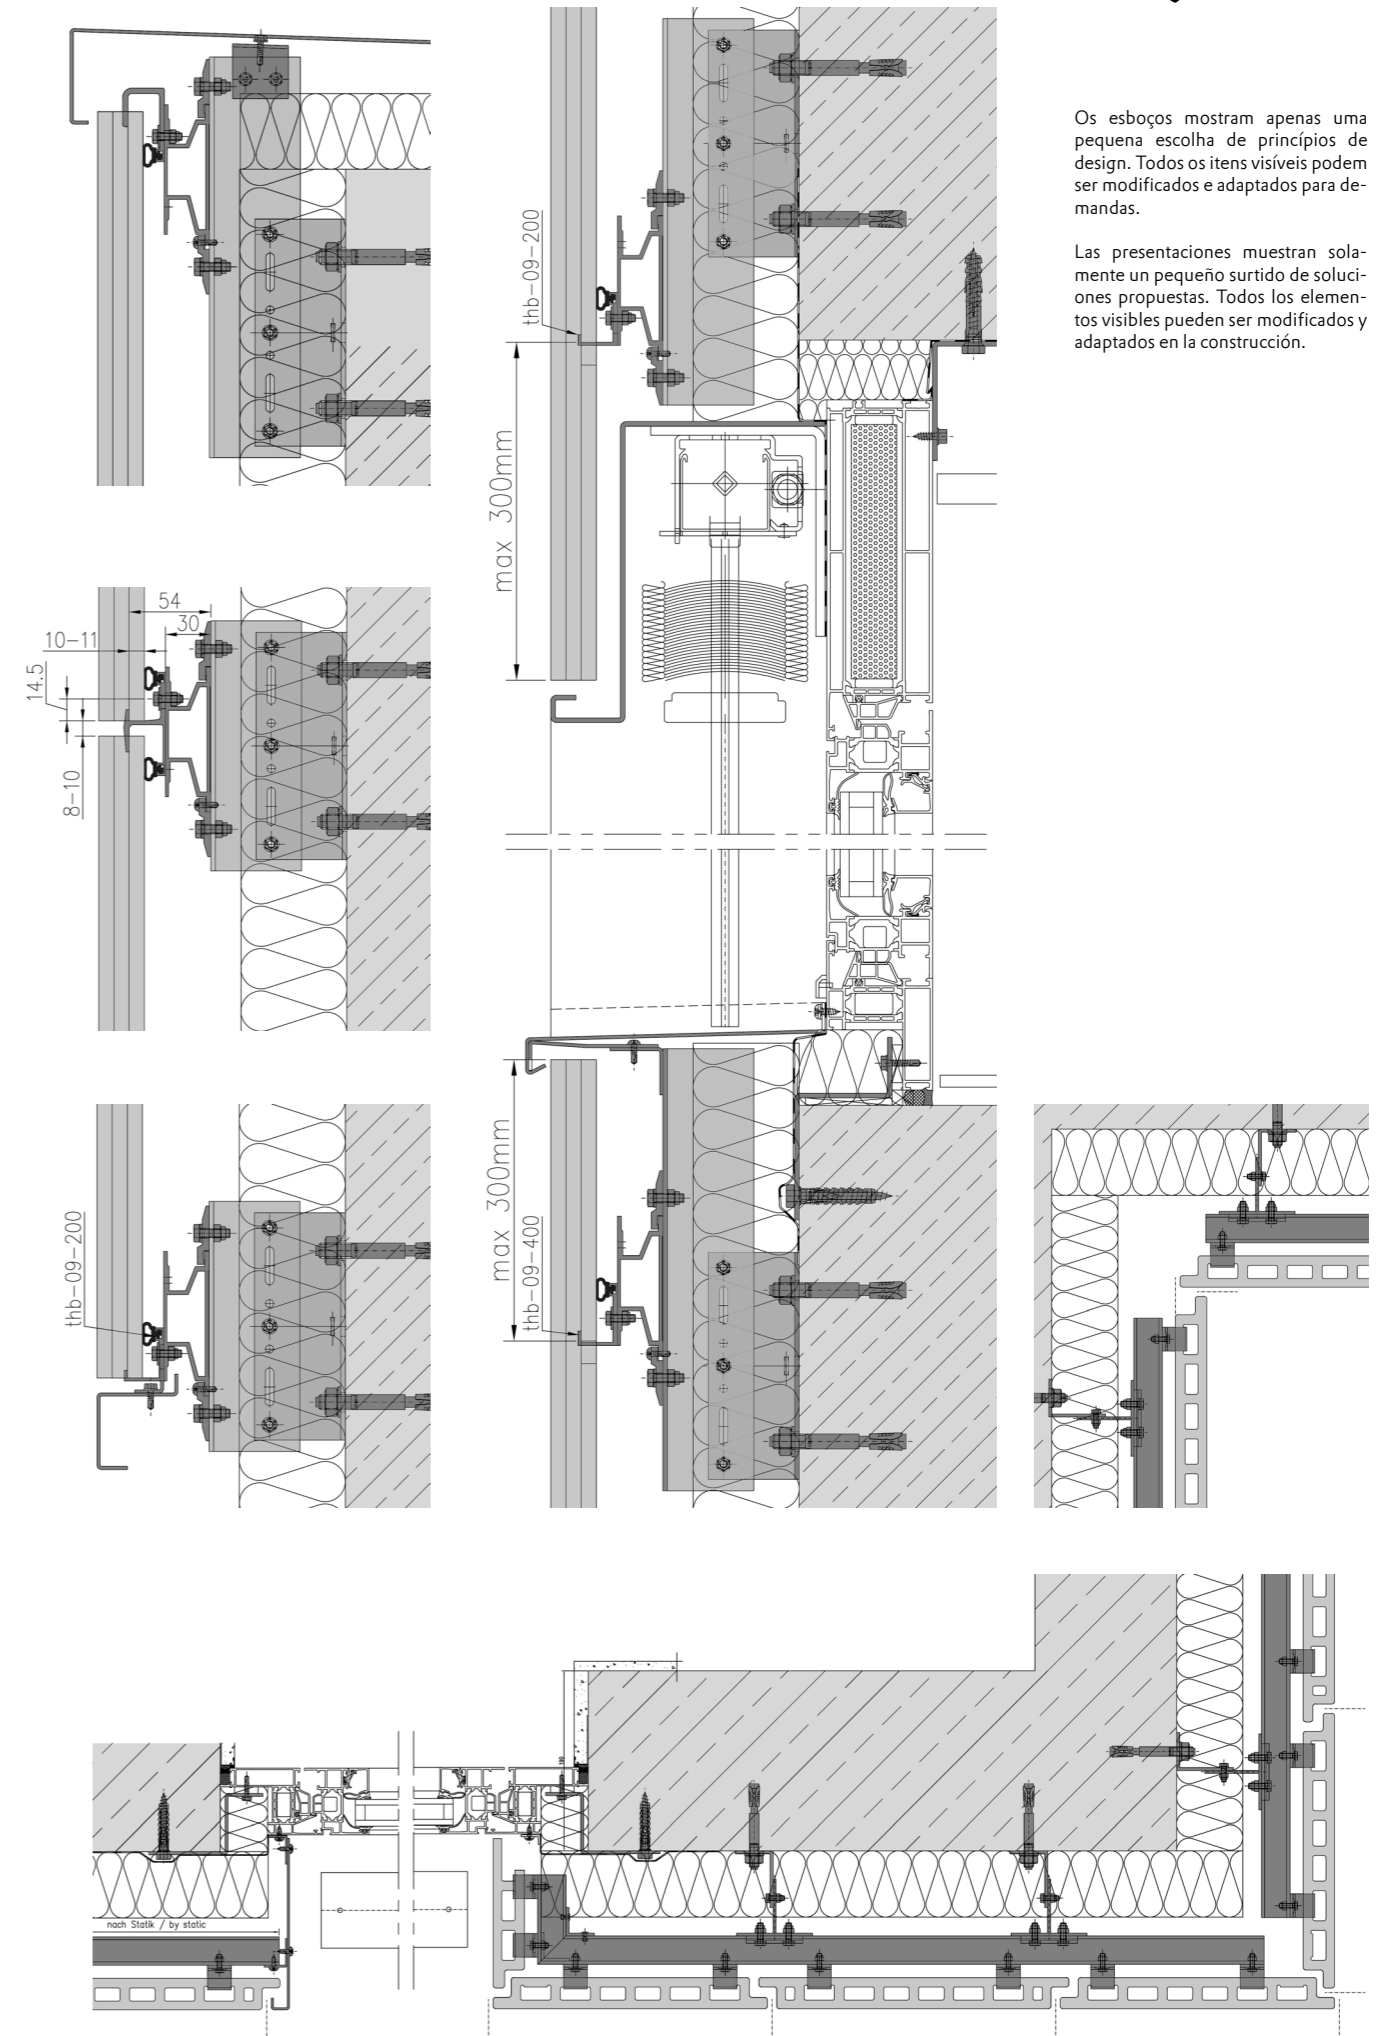 Os esboços mostram apenas uma
pequena escolha de princípios de
design. Todos os itens visíveis podem
ser modificados e adaptados para de-
mandas.
Las presentaciones muestran sola-
mente un pequeño surtido de soluci-
ones propuestas. Todos los elemen-
tos visibles pueden ser modificados y
adaptados en la construcción.
thb-09-200
max 300mm
54
30
10-11
14.5
8-10
max 300mm
thb-09-400
thb-09-200
190
nach Statik / by static